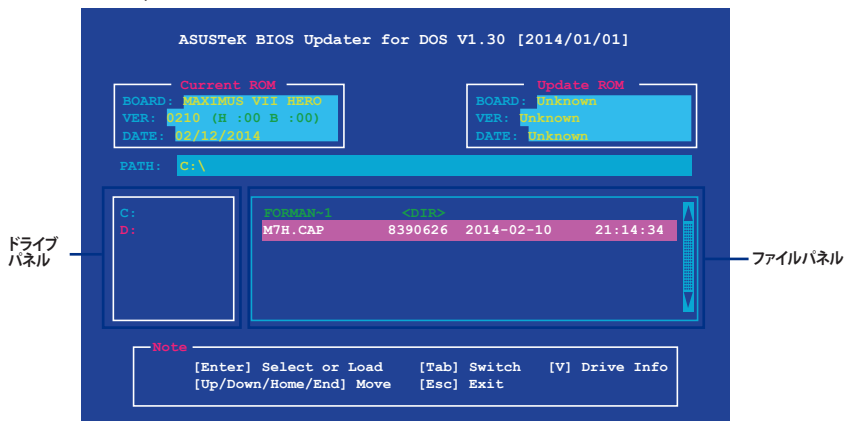 ASUSTeK BIOS Updater for DOS V1.30 [2014/01/01]
Current ROM
BOARD: MAXIMUS VII HERO
VER: 0210 (H :00 B :00)
DATE: 02/12/2014
Update ROM
BOARD: Unknown
VER: Unknown
DATE: Unknown
PATH: C:\
C:
D:
FORMAN~1 <DIR>
M7H.CAP 8390626 2014-02-10 21:14:34
ドライブ
パネル
ファイルパネル
Note
[Enter] Select or Load [Tab] Switch [V] Drive Info
[Up/Down/Home/End] Move [Esc] Exit